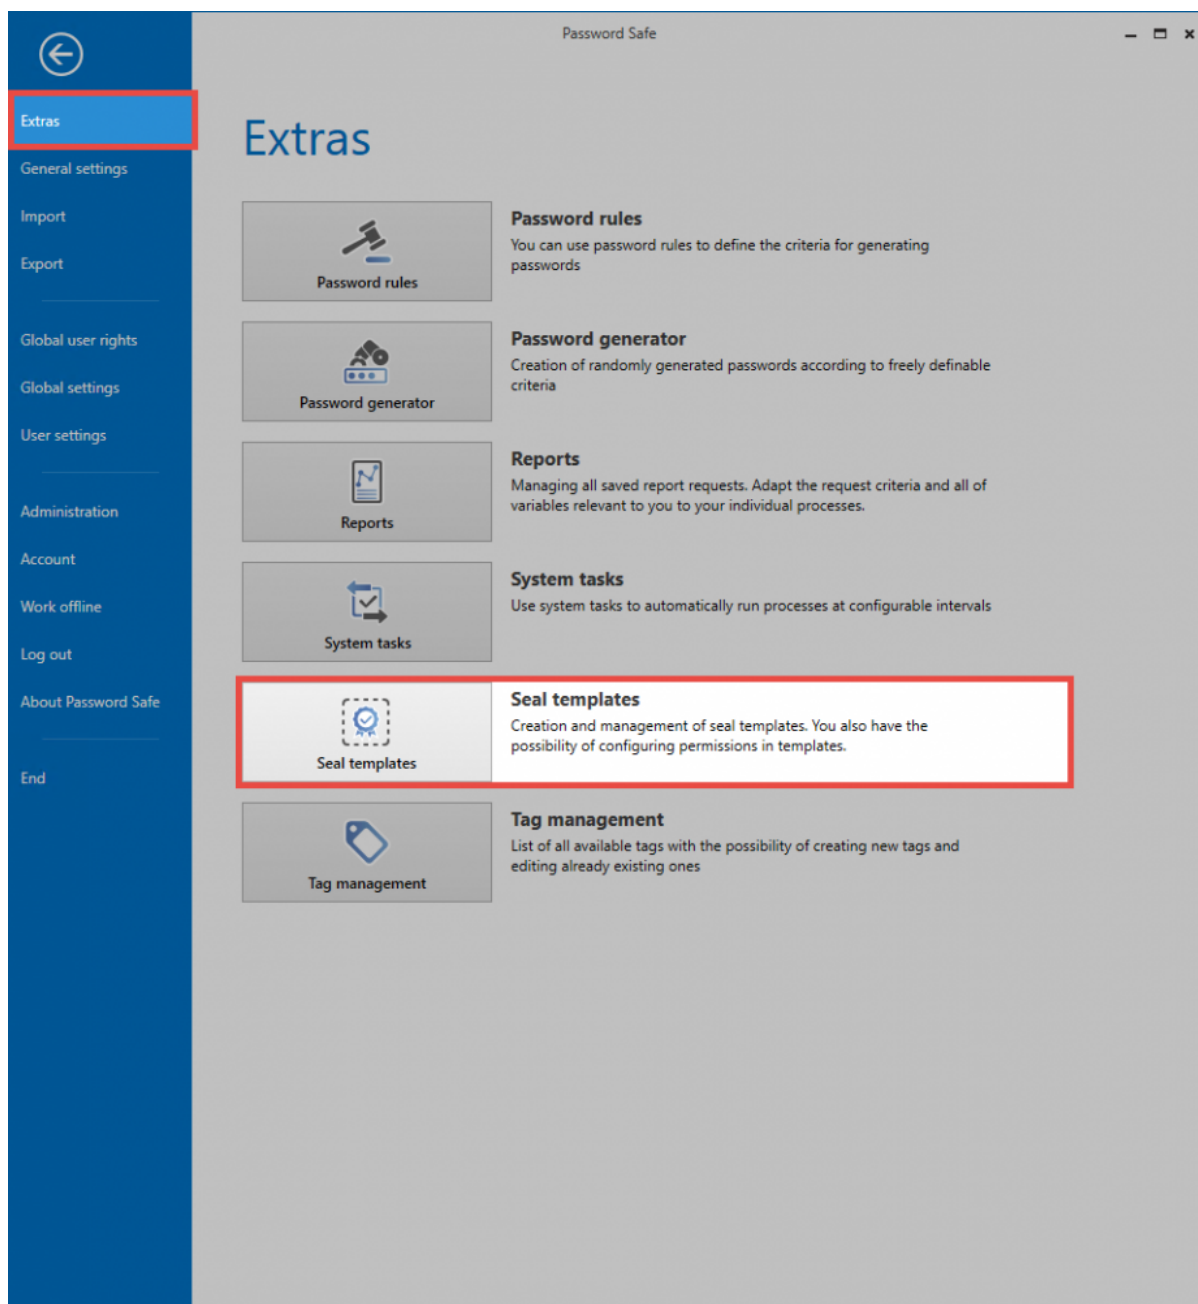 Password Safe
Extras
General settings
Import
Export
Global user rights
Global settings
User settings
Administration
Account
Work offline
Log out
About Password Safe
End
Extras
Password rules
Password rules
You can use password rules to define the criteria for generating
passwords
Password generator
Password generator
Creation of randomly generated passwords according to freely definable
criteria
Reports
Reports
Managing all saved report requests. Adapt the request criteria and all of
variables relevant to you to your individual processes.
System tasks
System tasks
Use system tasks to automatically run processes at configurable intervals
Seal templates
Seal templates
Creation and management of seal templates. You also have the
possibility of configuring permissions in templates.
Tag management
Tag management
List of all available tags with the possibility of creating new tags and
editing already existing ones